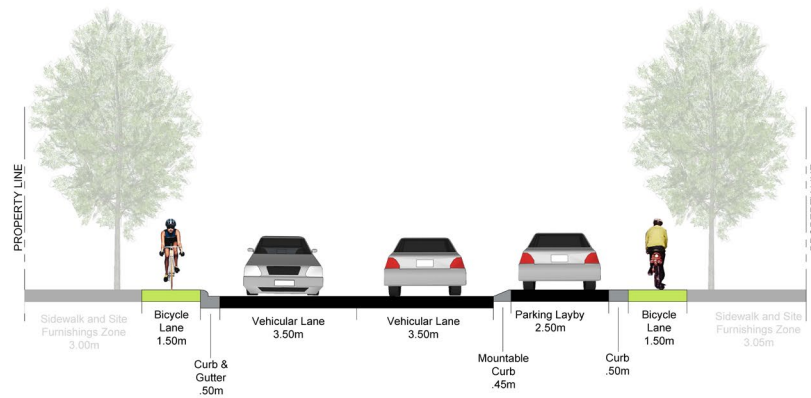 PROPERTY LINE
Sidewalk and Site
Furnishings Zone
3.00m
Bicycle
Lane
1.50m
Curb &
Gutter
.50m
Vehicular Lane
3.50m
Vehicular Lane
3.50m
Mountable
Curb
.45m
Parking Layby
2.50m
Curb
.50m
Bicycle
Lane
1.50m
Sidewalk and Site
Furnishings Zone
3.05m